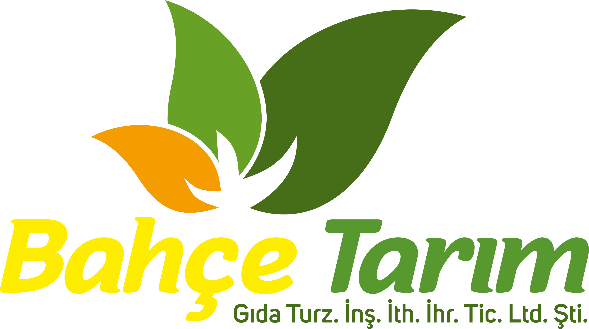 Bahçe Tarım
Gıda Turz. İnş. İth. İhr. Tic. Ltd. Şti.